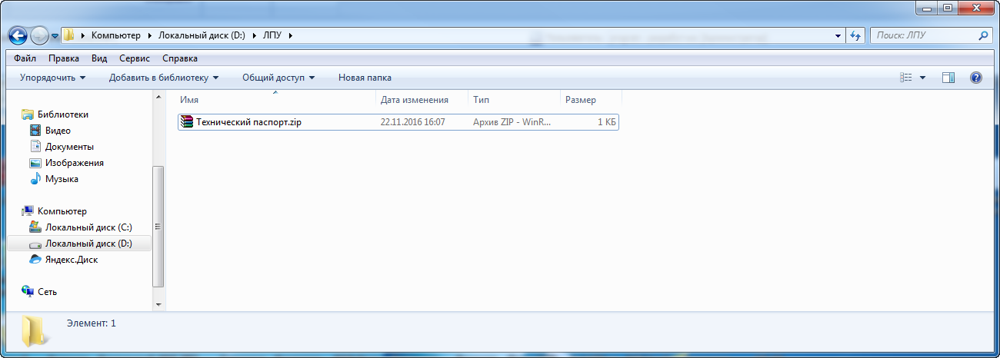 Компьютер Локальный диск (D:) ЛПУ Поиск: ЛПУ
Файл Правка Вид Сервис Справка
Упорядочить Добавить в библиотеку Общий доступ Новая папка
Имя Дата изменения Тип Размер
Технический паспорт.zip 22.11.2016 16:07 Архив ZIP - WinR... 1 КБ
Библиотеки
Видео
Документы
Изображения
Музыка
Компьютер
Локальный диск (C:)
Локальный диск (D:)
Яндекс.Диск
Сеть
Элемент: 1